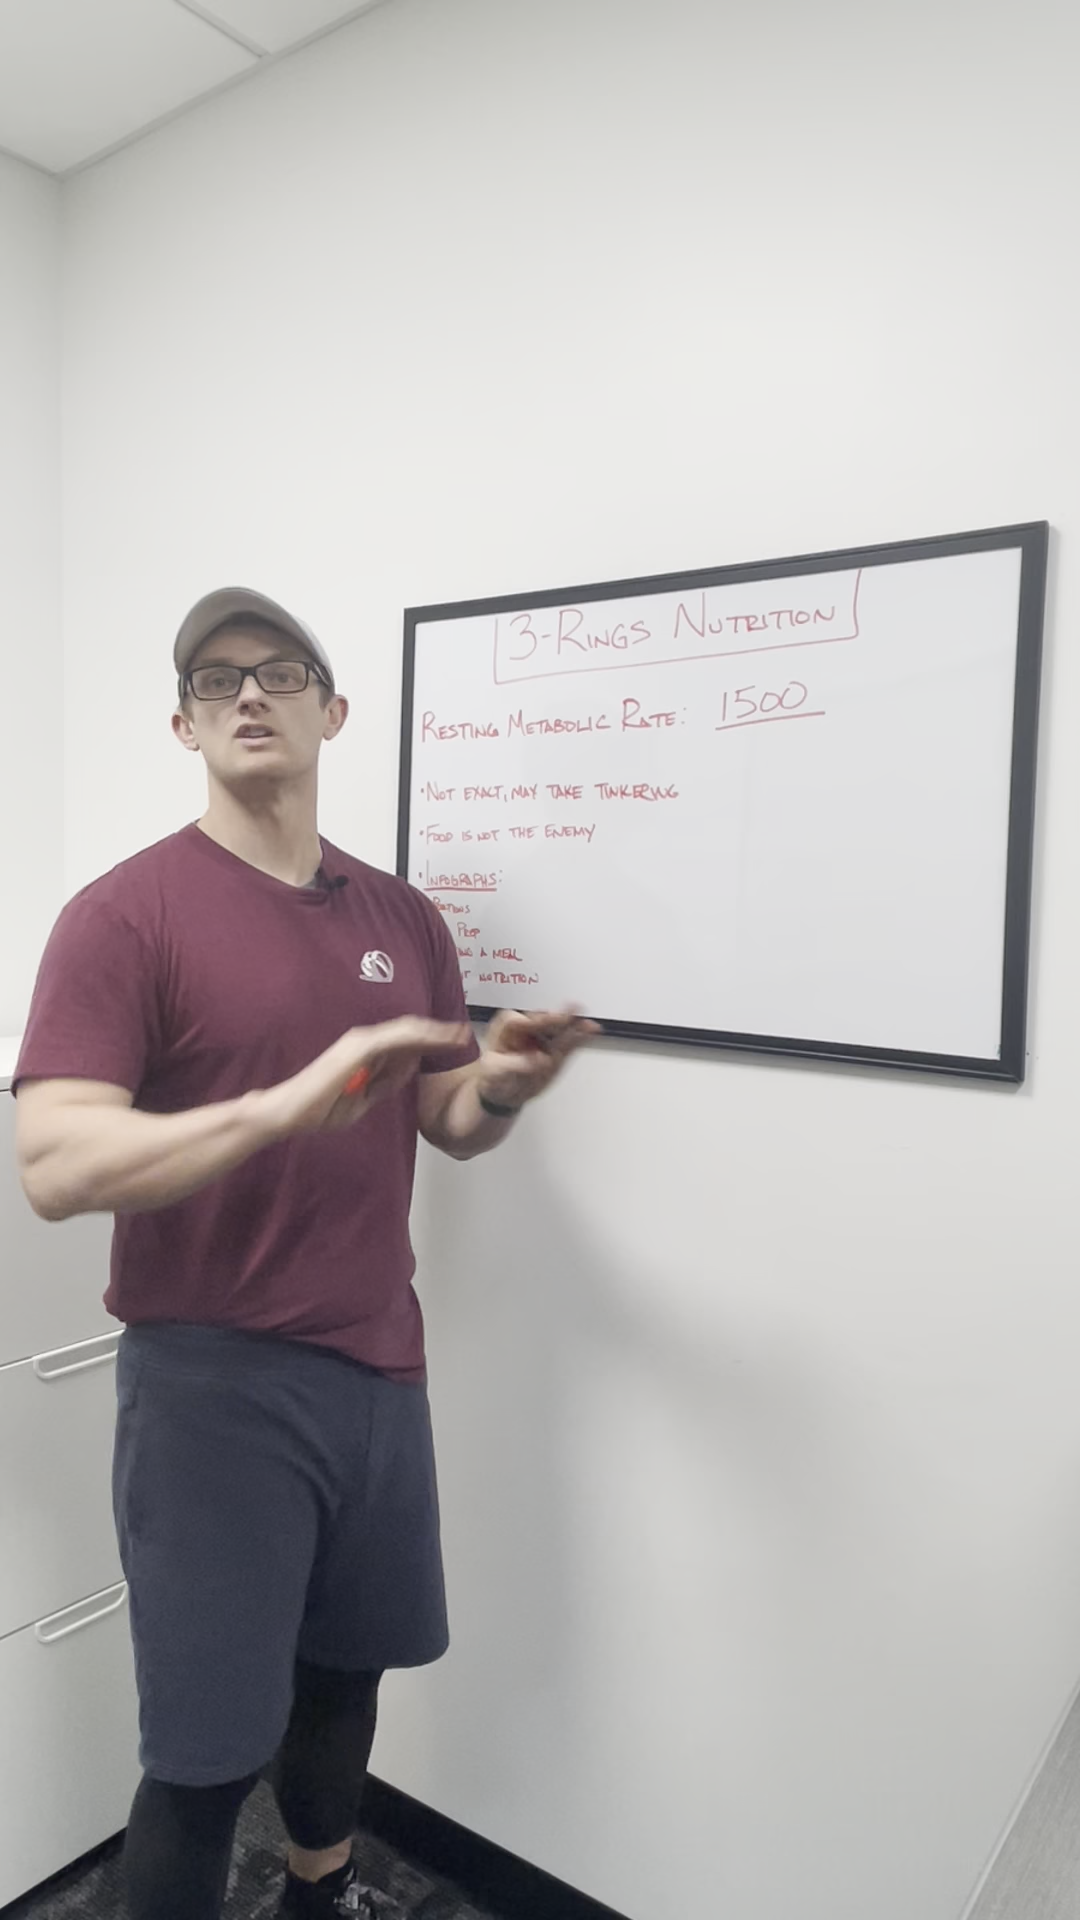 3-RINGS NUTRITION
RESTING METABOLIC RATE: 1500
•NOT EXACT, MAY TAKE TINKERING
•FOOD IS NOT THE ENEMY
•INFOGRAPHS:
PREP
A MEAL
NUTRITION